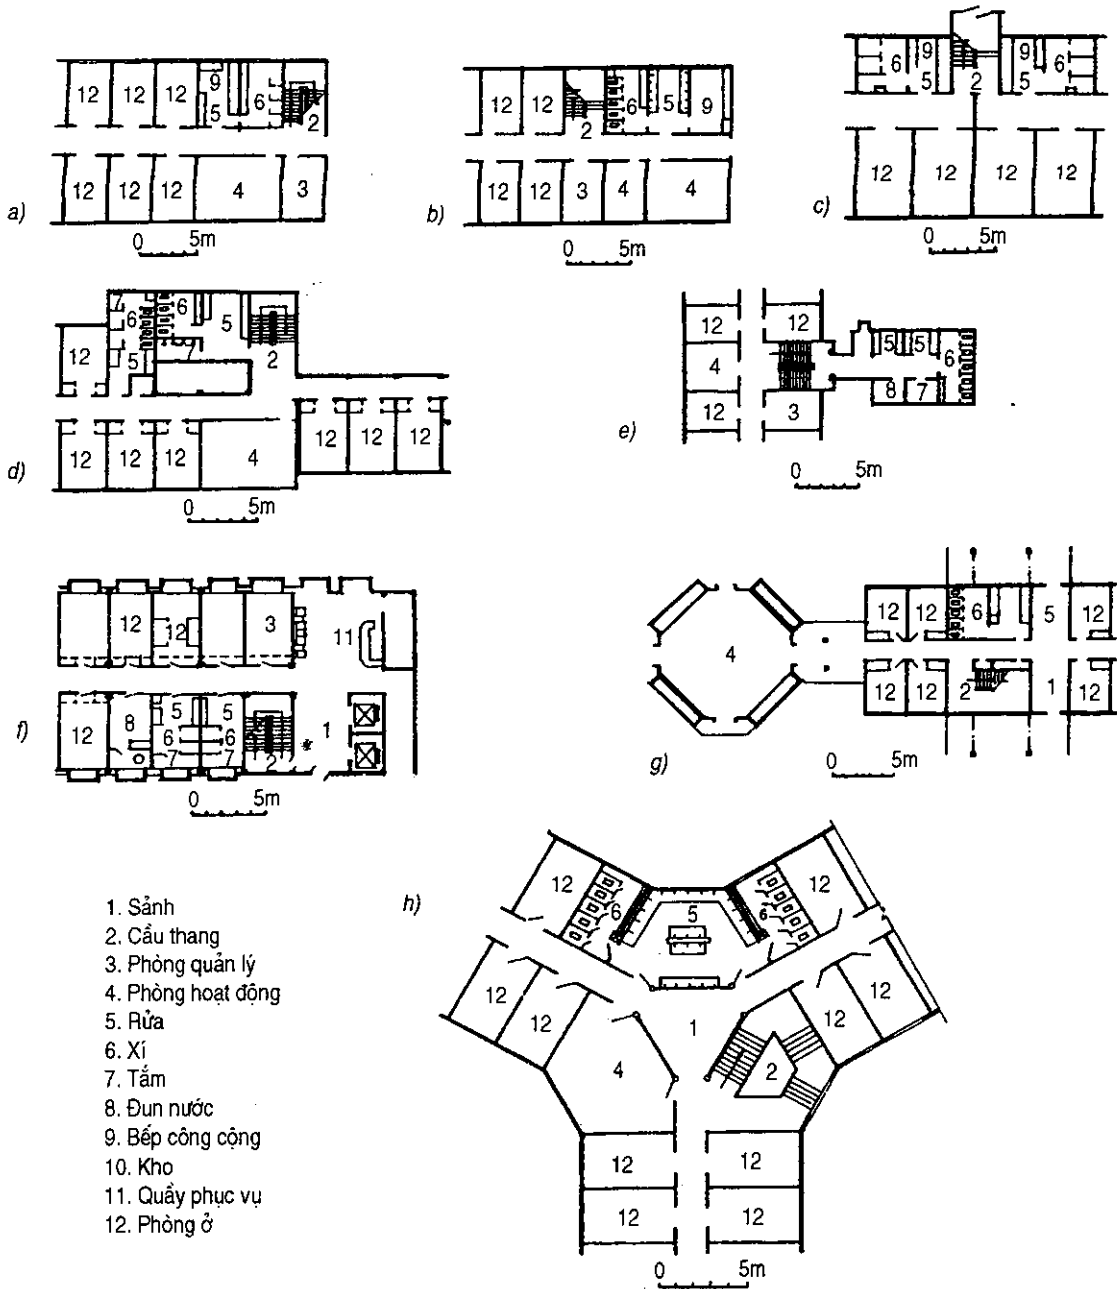 12 12 12 9 5 6 2
12 12 12 4 3
a)
0 5m
12 12 2 6 5 9
12 12 3 4 4
b)
0 5m
6 9 5 2 9 5 6
12 12 12 12
c)
0 5m
7 6 6 5 2
12 5 7
12 12 12 4 12 12 12
d)
0 5m
12 12
4 5 5 6
12 3 8 7
e)
0 5m
12 12 3 11
12 8 5 5 1
6 6
7 7 2
f)
0 5m
4 12 12 6 5 12
12 12 2 1 12
g)
0 5m
h)
12 6 5 6 12
12 12 1 12 12
4 2
12 12
12 12
0 5m
1. Sảnh
2. Cầu thang
3. Phòng quản lý
4. Phòng hoạt động
5. Rửa
6. Xí
7. Tắm
8. Đun nước
9. Bếp công cộng
10. Kho
11. Quầy phục vụ
12. Phòng ở